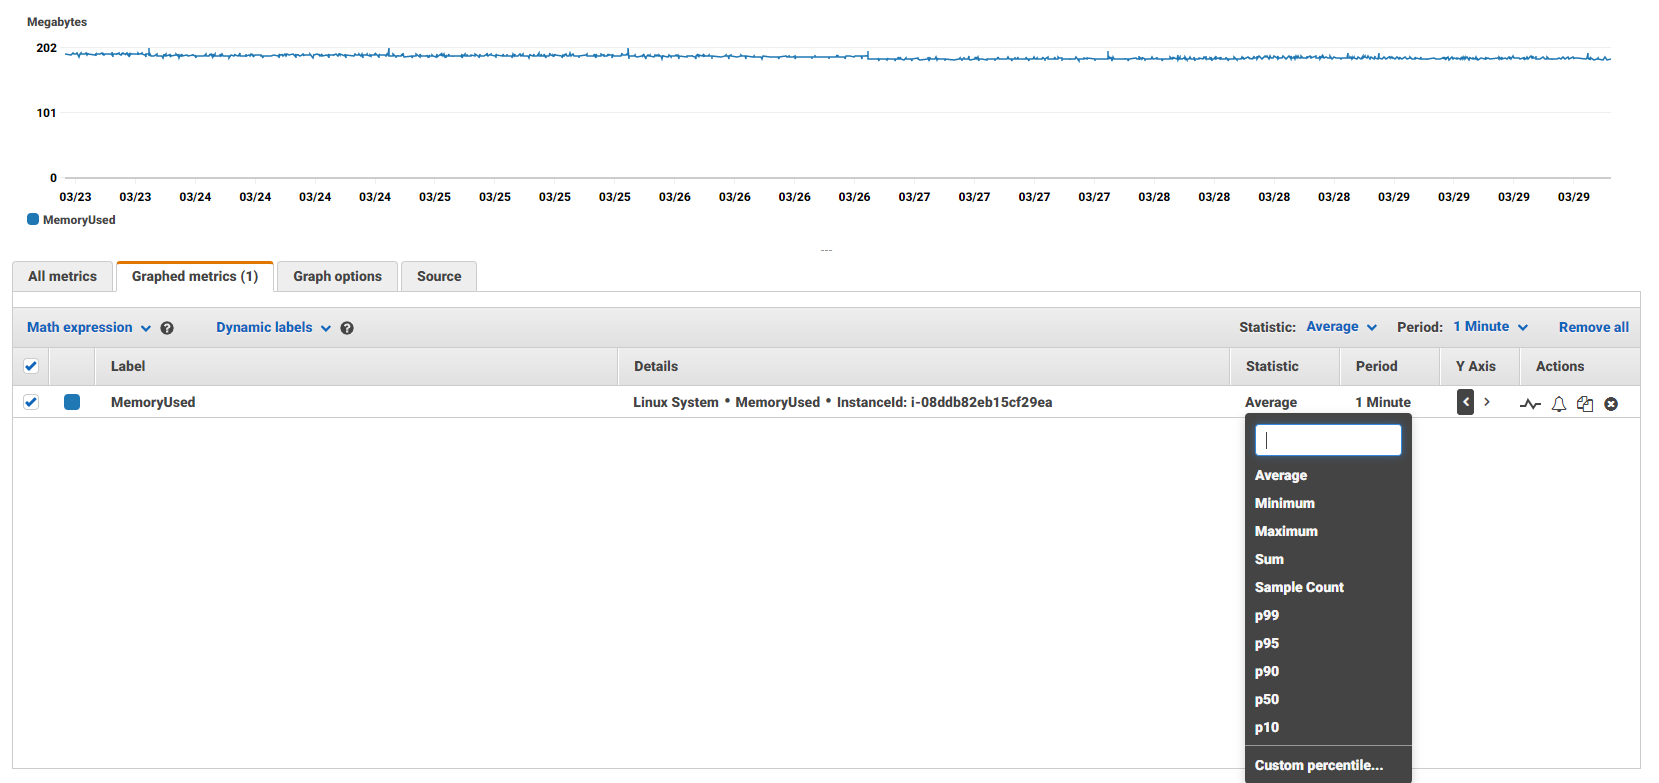 Megabytes
202
101
0
03/23 03/23 03/24 03/24 03/24 03/24 03/25 03/25 03/25 03/25 03/26 03/26 03/26 03/26 03/27 03/27 03/27 03/27 03/28 03/28 03/28 03/28 03/29 03/29 03/29 03/29
MemoryUsed
All metrics Graphed metrics (1) Graph options Source
Math expression ? Dynamic labels ? Statistic: Average Period: 1 Minute Remove all
Label Details Statistic Period Y Axis Actions
MemoryUsed Linux System • MemoryUsed • InstanceId: i-08ddb82eb15cf29ea Average 1 Minute < >
Average
Minimum
Maximum
Sum
Sample Count
p99
p95
p90
p50
p10
Custom percentile...